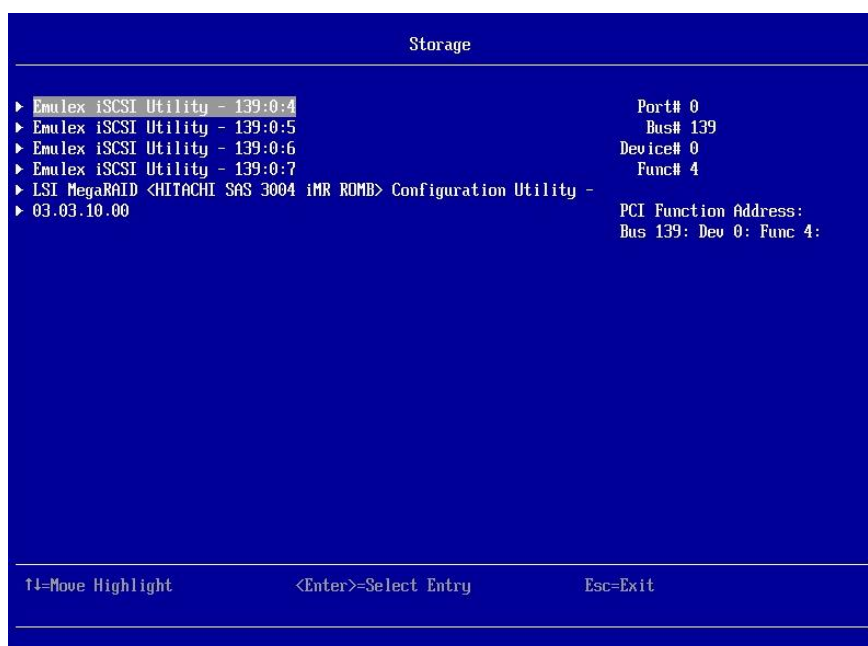 Storage
▶ Emulex iSCSI Utility - 139:0:4
▶ Emulex iSCSI Utility - 139:0:5
▶ Emulex iSCSI Utility - 139:0:6
▶ Emulex iSCSI Utility - 139:0:7
▶ LSI MegaRAID <HITACHI SAS 3004 iMR ROMB> Configuration Utility -
▶ 03.03.10.00
Port# 0
Bus# 139
Device# 0
Func# 4
PCI Function Address:
Bus 139: Dev 0: Func 4:
↑↓=Move Highlight <Enter>=Select Entry Esc=Exit